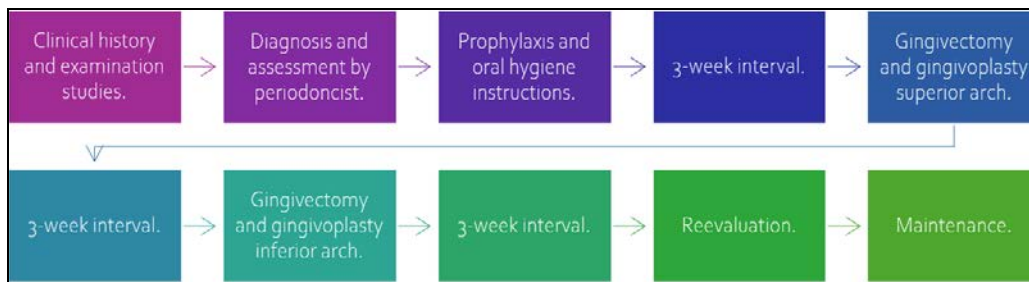 Clinical history
and examination
studies.
Diagnosis and
assessment by
periodoncist.
Prophylaxis and
oral hygiene
instructions.
3-week interval.
Gingivectomy
and gingivoplasty
superior arch.
3-week interval.
Gingivectomy
and gingivoplasty
inferior arch.
3-week interval.
Reevaluation.
Maintenance.